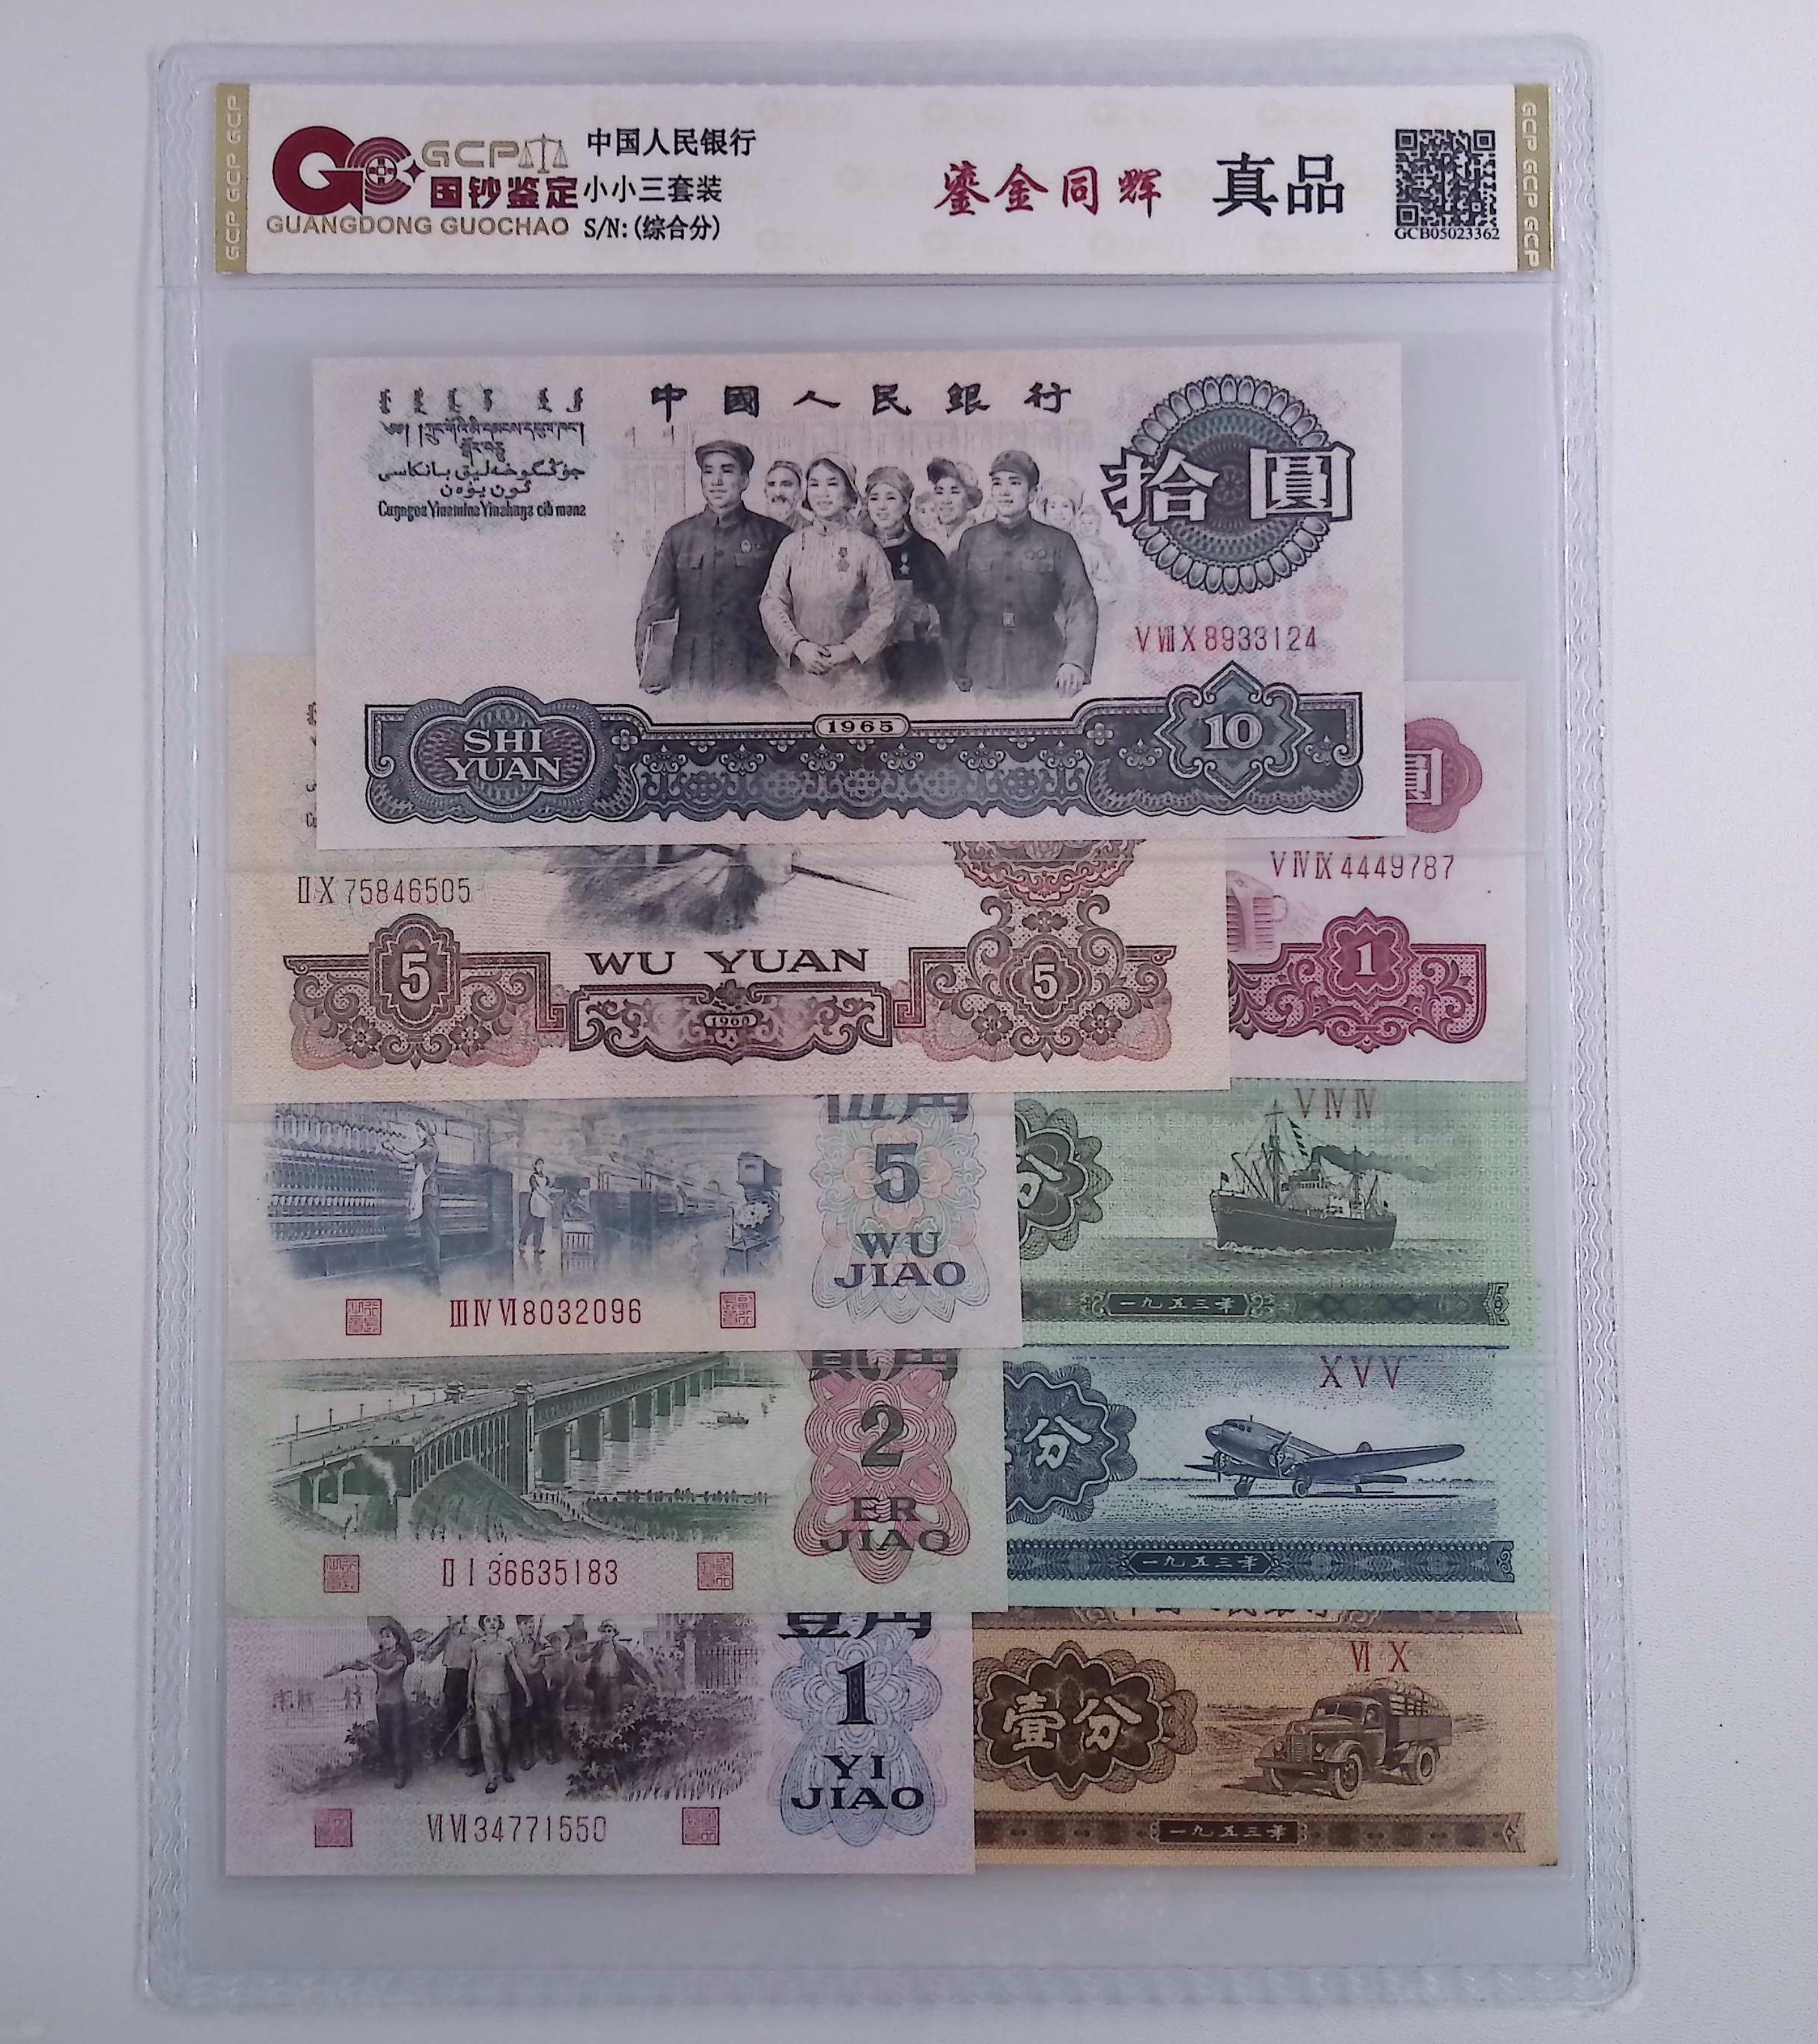 GCP
国钞鉴定
GUANGDONG GUOCHAO
中国人民银行
小小三套装
S/N:(综合分)
鎏金同辉
真品
GCB05023362
GCP GCP GCP
GCP GCP GCP
中國人民銀行
拾圓
ⅤⅧⅩ8933124
SHI
YUAN
1965
10
圓
ⅤⅣⅨ4449787
1
ⅡⅩ75846505
5
WU YUAN
5
1960
伍角
5
WU
JIAO
ⅢⅣⅥ8032096
ⅤⅣⅣ
分
一九五三年
貳角
2
ER
JIAO
ⅡⅠ36635183
ⅩⅤⅤ
分
一九五三年
壹角
1
YI
JIAO
ⅥⅥ34771550
ⅥⅩ
壹分
一九五三年